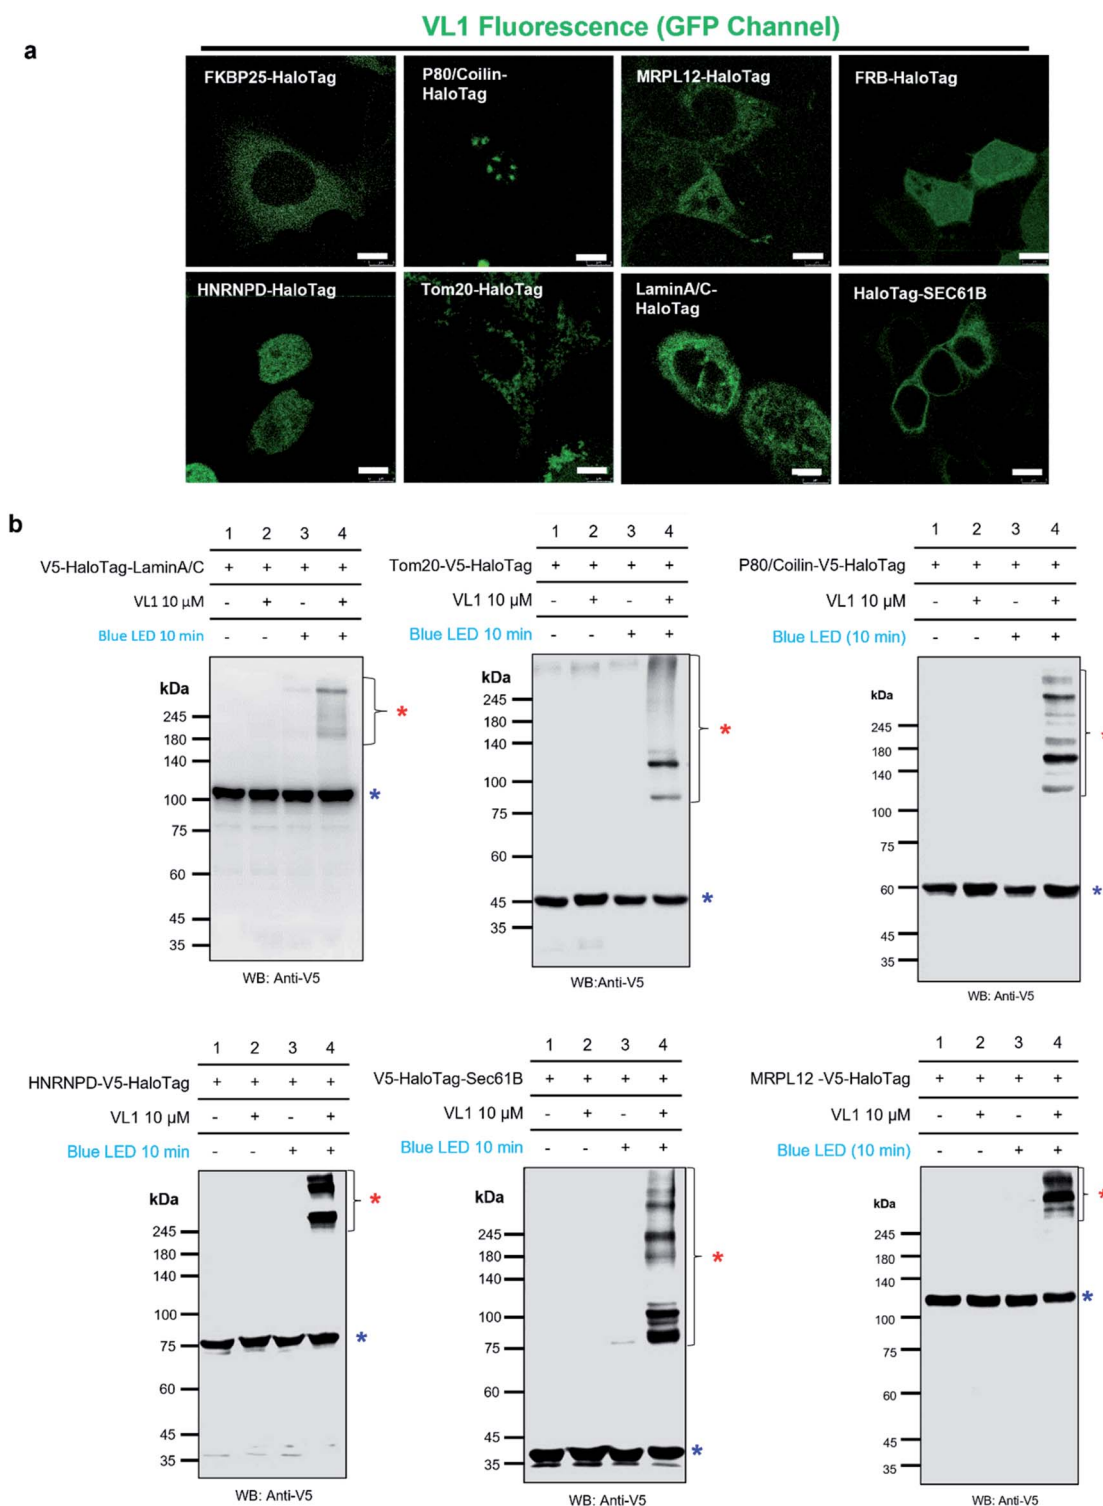 VL1 Fluorescence (GFP Channel)
a
FKBP25-HaloTag
P80/Coilin-
HaloTag
MRPL12-HaloTag
FRB-HaloTag
HNRNPD-HaloTag
Tom20-HaloTag
LaminA/C-
HaloTag
HaloTag-SEC61B
b
1 2 3 4
V5-HaloTag-LaminA/C + + + +
VL1 10 µM - + - +
Blue LED 10 min - - + +
kDa
245
180
140
100
75
60
45
35
*
*
WB: Anti-V5
1 2 3 4
Tom20-V5-HaloTag + + + +
VL1 10 µM - + - +
Blue LED 10 min - - + +
kDa
245
180
140
100
75
60
45
35
*
*
WB:Anti-V5
1 2 3 4
P80/Coilin-V5-HaloTag + + + +
VL1 10 µM - + - +
Blue LED (10 min) - - + +
kDa
245
180
140
100
75
60
45
35
*
*
WB: Anti-V5
1 2 3 4
HNRNPD-V5-HaloTag + + + +
VL1 10 µM - + - +
Blue LED 10 min - - + +
kDa
245
180
140
100
75
60
45
35
*
*
WB: Anti-V5
1 2 3 4
V5-HaloTag-Sec61B + + + +
VL1 10 µM - + - +
Blue LED 10 min - - + +
kDa
245
180
140
100
75
60
45
35
*
*
WB: Anti-V5
1 2 3 4
MRPL12 -V5-HaloTag + + + +
VL1 10 µM - + - +
Blue LED (10 min) - - + +
kDa
245
180
140
100
75
60
45
35
*
*
WB: Anti-V5